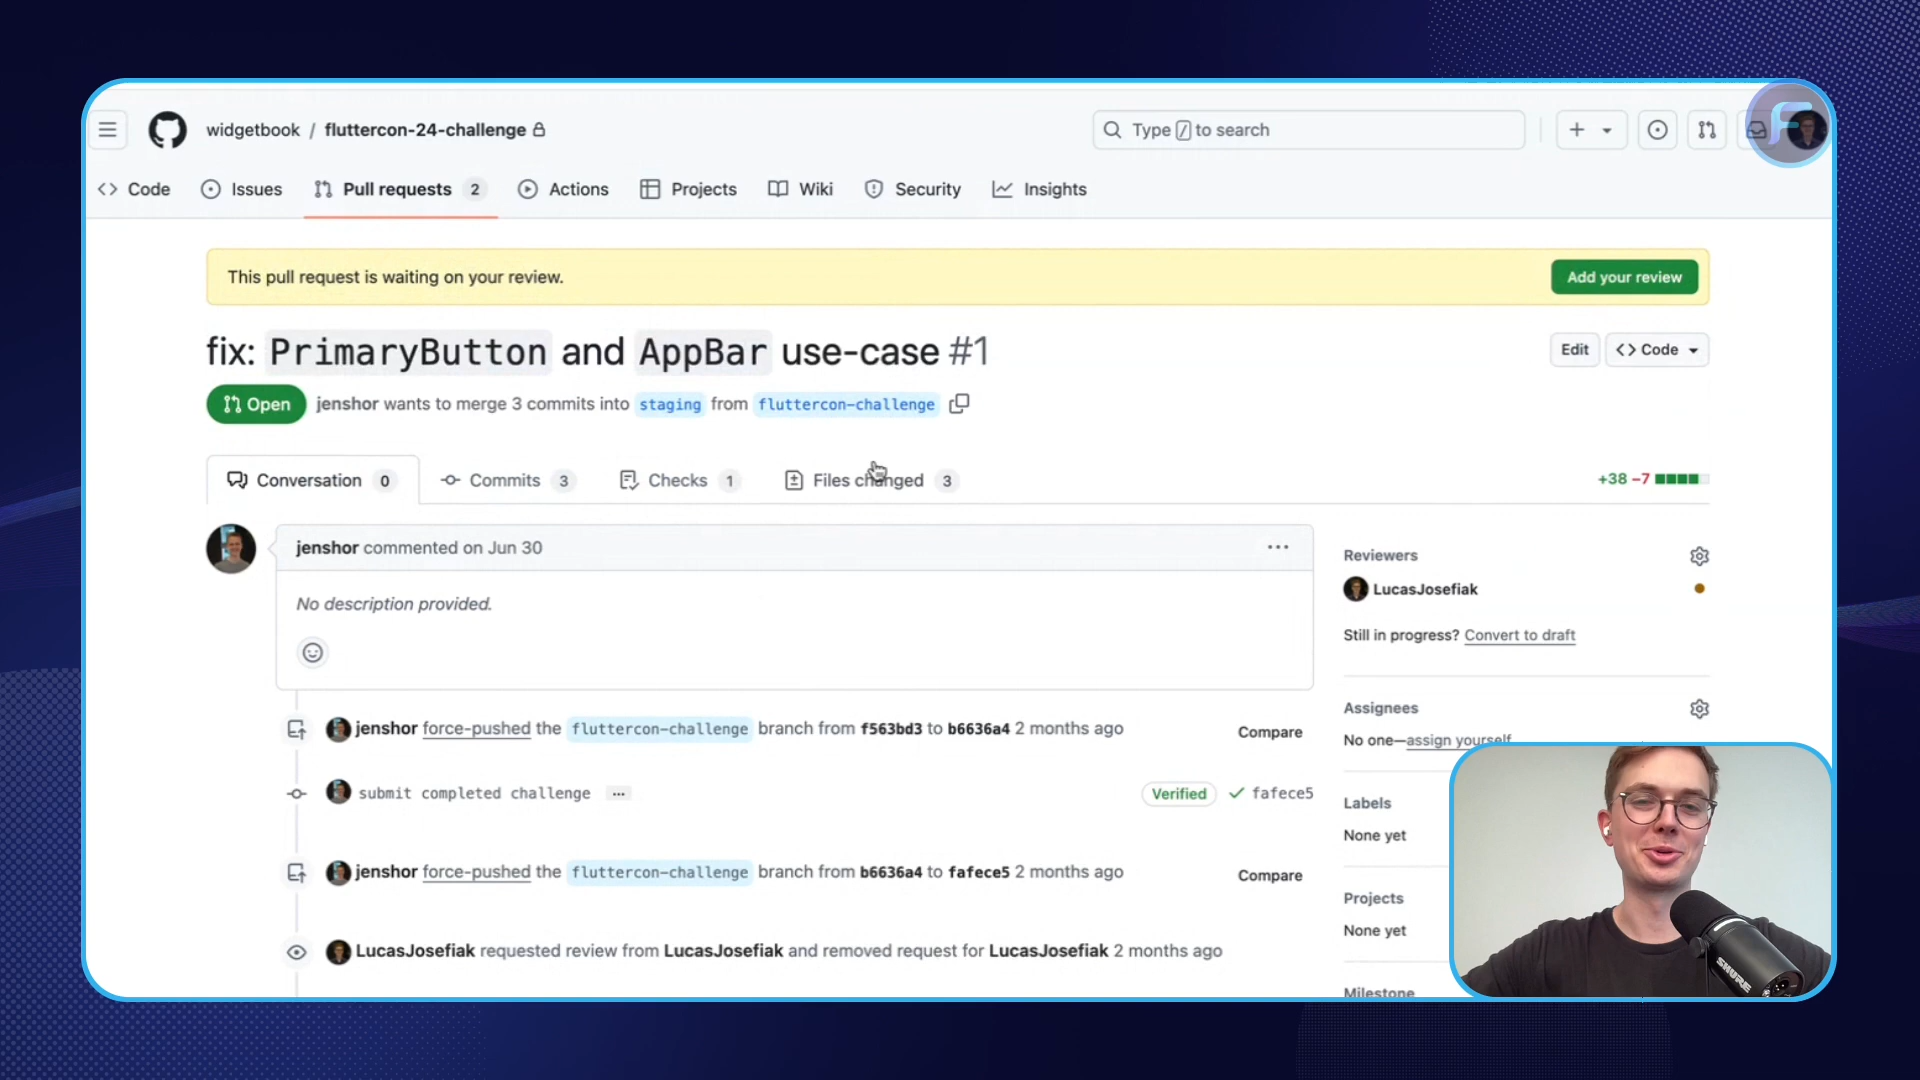 widgetbook / fluttercon-24-challenge
Type / to search
Code
Issues
Pull requests 2
Actions
Projects
Wiki
Security
Insights
This pull request is waiting on your review.
Add your review
fix: PrimaryButton and AppBar use-case #1
Edit
<> Code
Open
jenshor wants to merge 3 commits into staging from fluttercon-challenge
Conversation 0
Commits 3
Checks 1
Files changed 3
+38 −7
jenshor commented on Jun 30
No description provided.
Reviewers
LucasJosefiak
Still in progress? Convert to draft
Assignees
No one—assign yourself
jenshor force-pushed the fluttercon-challenge branch from f563bd3 to b6636a4 2 months ago
Compare
submit completed challenge ...
Verified
fafece5
Labels
None yet
jenshor force-pushed the fluttercon-challenge branch from b6636a4 to fafece5 2 months ago
Compare
Projects
None yet
LucasJosefiak requested review from LucasJosefiak and removed request for LucasJosefiak 2 months ago
Milestone
SHURE